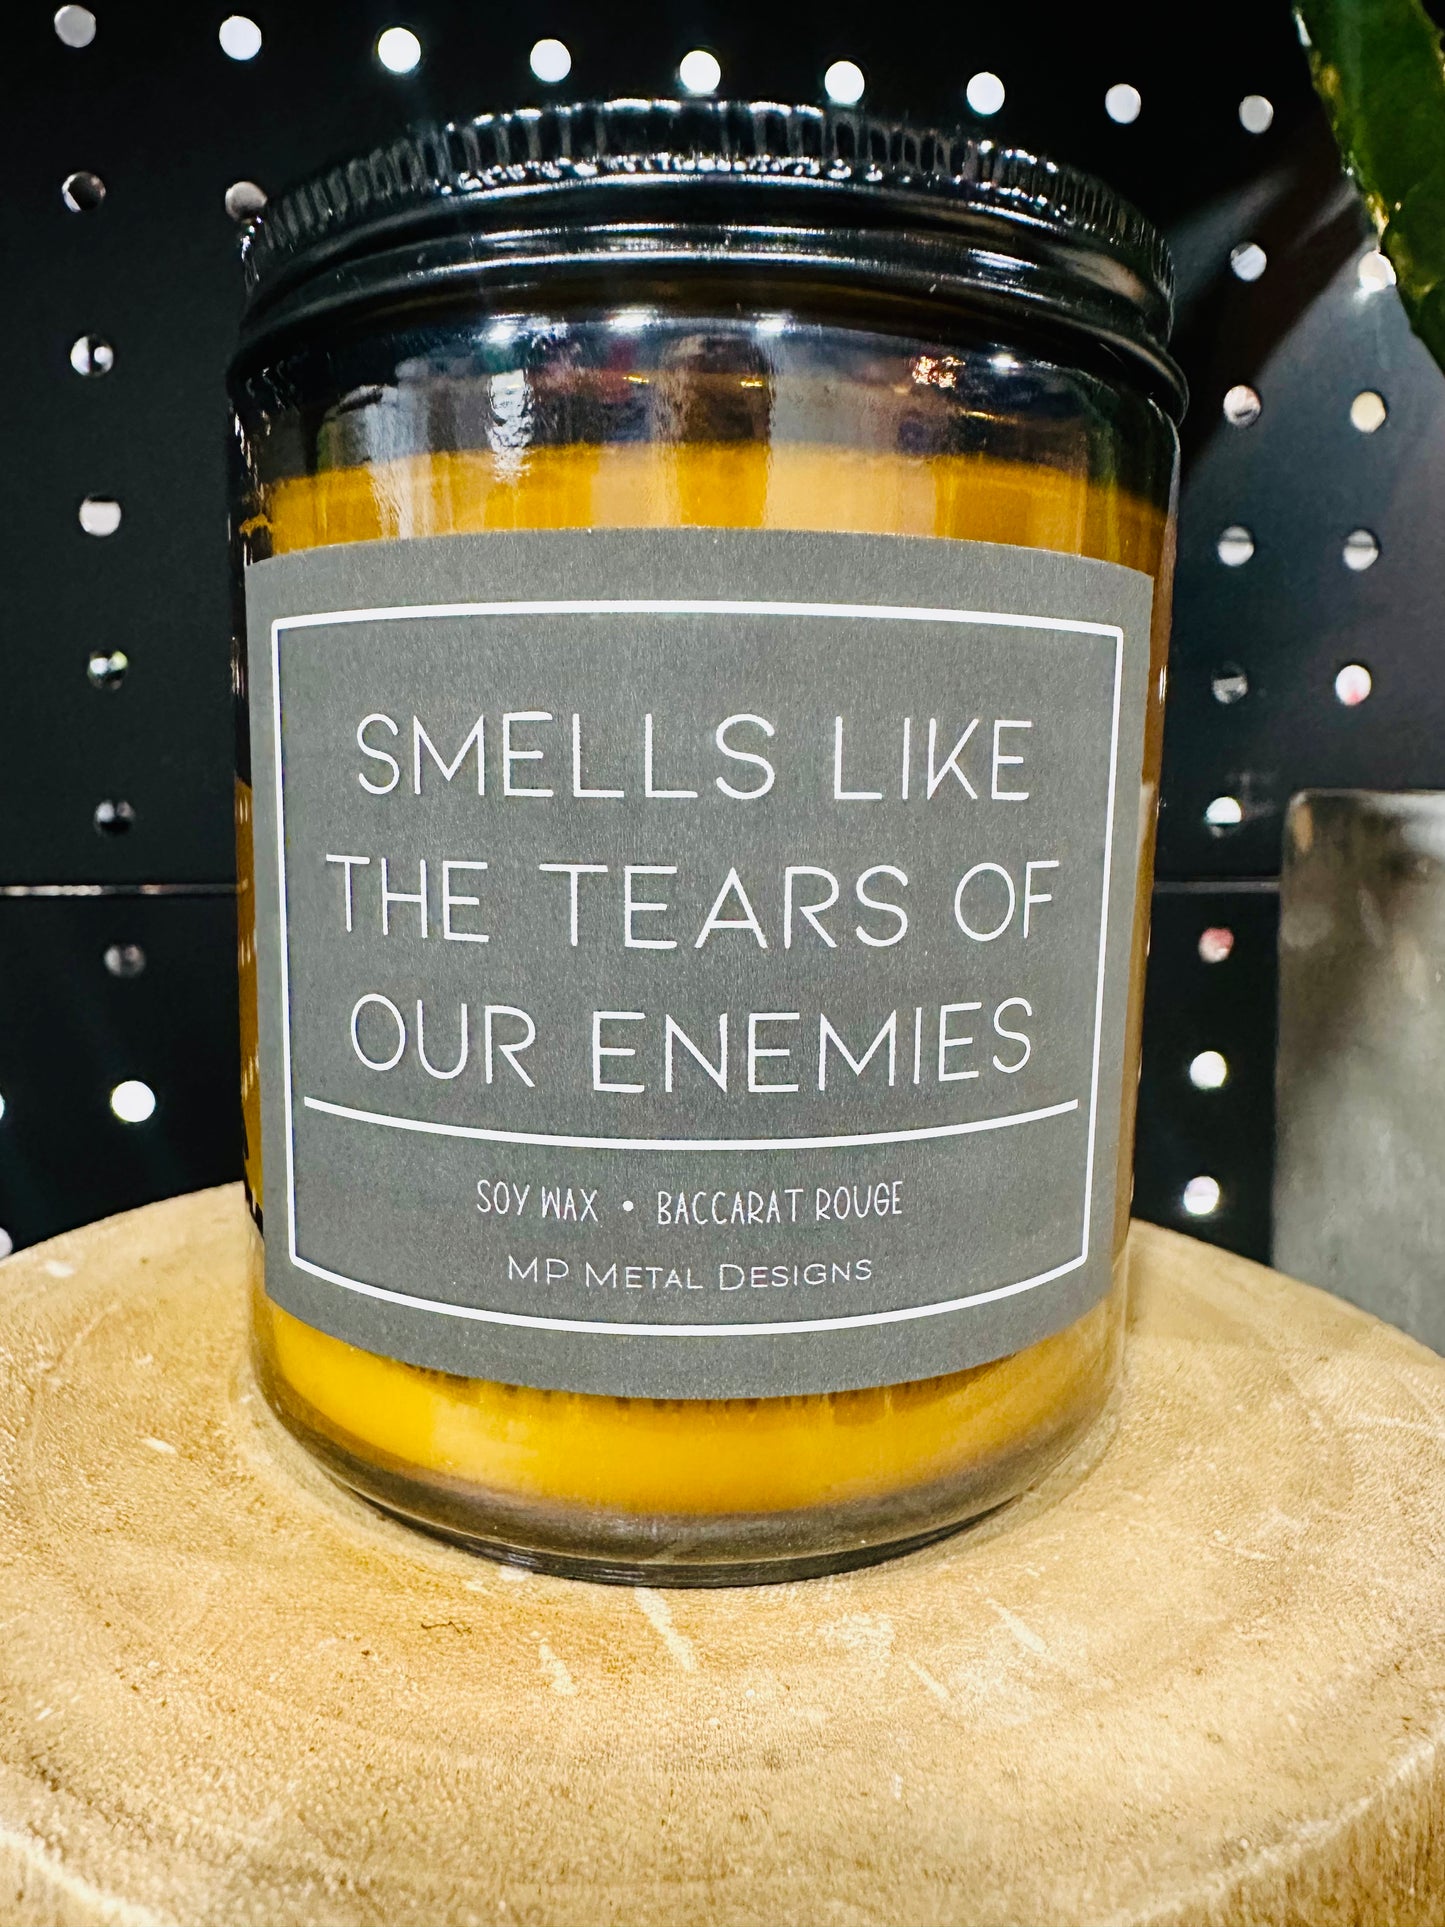 SMELLS LIKE
THE TEARS OF
OUR ENEMIES
SOY WAX • BACCARAT ROUGE
MP METAL DESIGNS